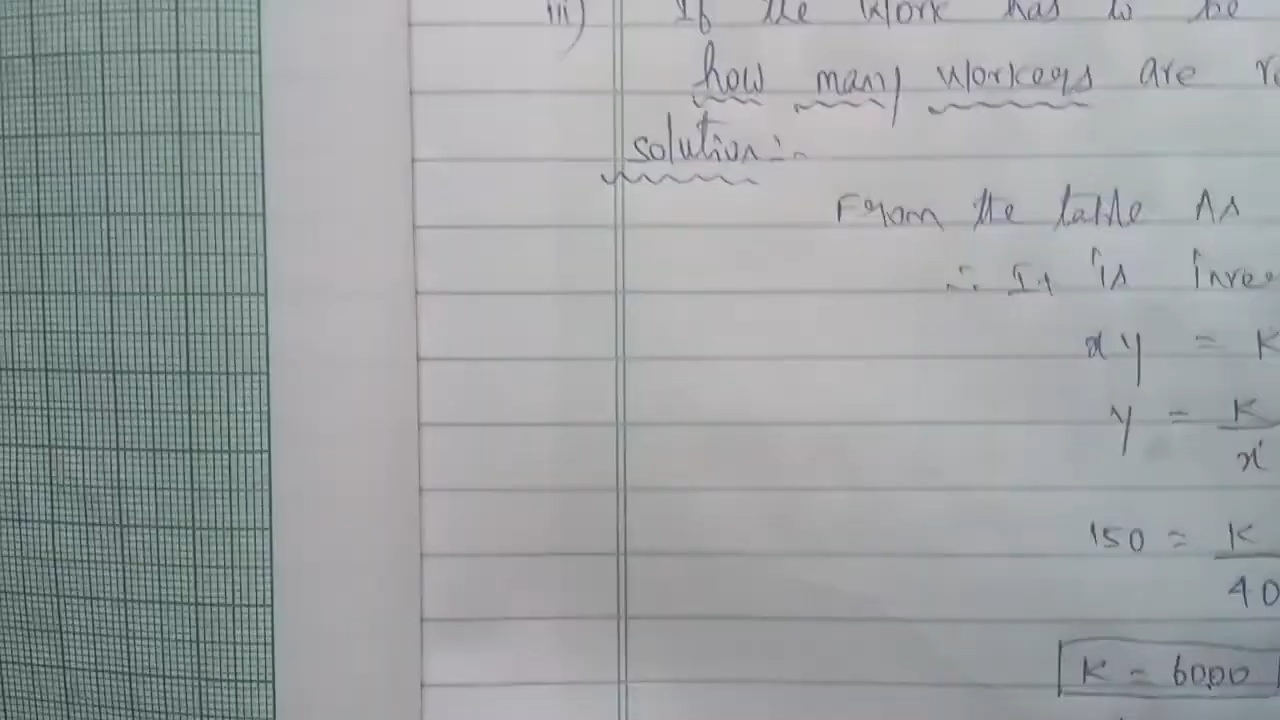 iii) If the work has to be
how many workers are
solution :-
From the table As
∴ It is
xy = K
y = K/x
150 = K/40
K = 6000